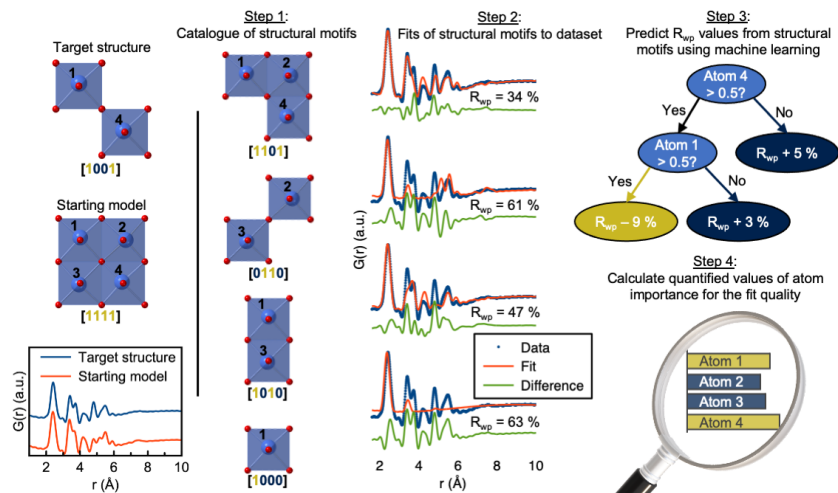 Target structure
1
4
[1001]
Starting model
1
2
3
4
[1111]
G(r) (a.u.)
Target structure
Starting model
2
4
6
8
10
r (Å)
Step 1:
Catalogue of structural motifs
1
2
4
[1101]
2
3
[0110]
1
3
[1010]
1
[1000]
Step 2:
Fits of structural motifs to dataset
Rwp = 34 %
Rwp = 61 %
Rwp = 47 %
Rwp = 63 %
G(r) (a.u.)
Data
Fit
Difference
2
4
6
8
10
r (Å)
Step 3:
Predict Rwp values from structural
motifs using machine learning
Atom 4
> 0.5?
Yes
No
Atom 1
> 0.5?
Rwp + 5 %
Yes
No
Rwp – 9 %
Rwp + 3 %
Step 4:
Calculate quantified values of atom
importance for the fit quality
Atom 1
Atom 2
Atom 3
Atom 4